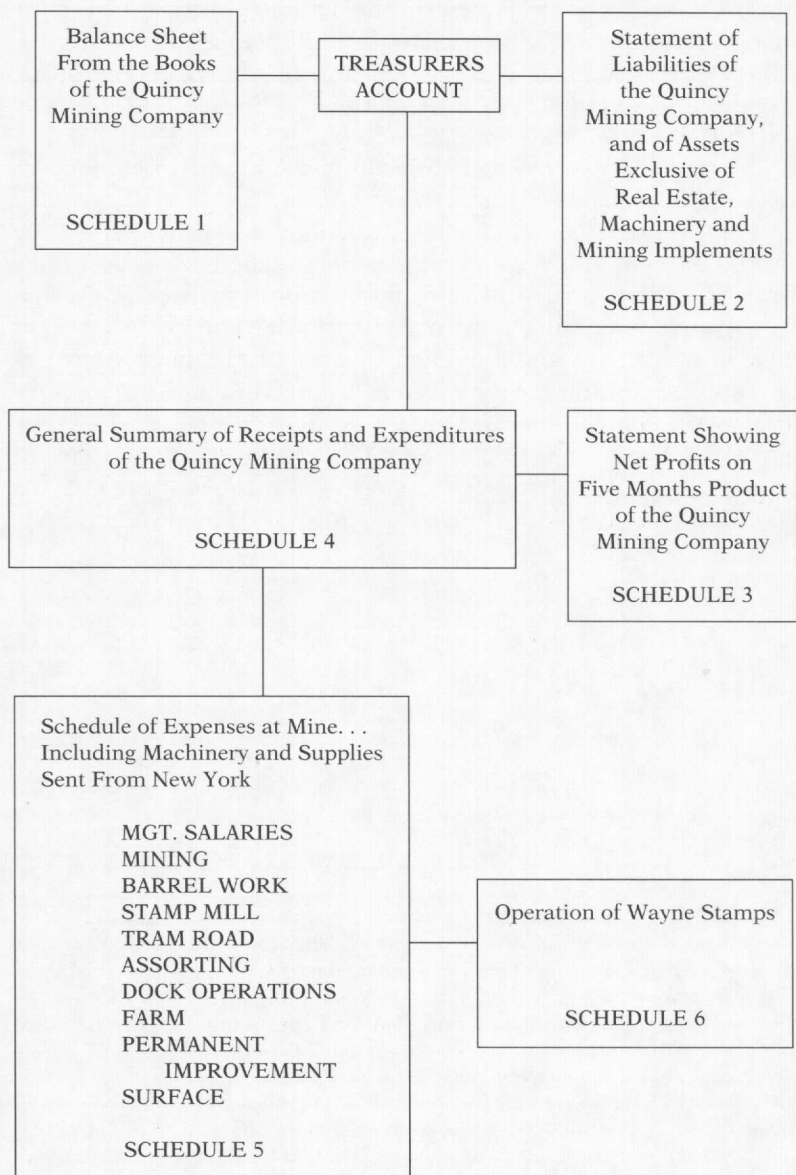 Balance Sheet
From the Books
of the Quincy
Mining Company
SCHEDULE 1
TREASURERS
ACCOUNT
Statement of
Liabilities of
the Quincy
Mining Company,
and of Assets
Exclusive of
Real Estate,
Machinery and
Mining Implements
SCHEDULE 2
General Summary of Receipts and Expenditures
of the Quincy Mining Company
SCHEDULE 4
Statement Showing
Net Profits on
Five Months Product
of the Quincy
Mining Company
SCHEDULE 3
Schedule of Expenses at Mine. . .
Including Machinery and Supplies
Sent From New York
MGT. SALARIES
MINING
BARREL WORK
STAMP MILL
TRAM ROAD
ASSORTING
DOCK OPERATIONS
FARM
PERMANENT
IMPROVEMENT
SURFACE
SCHEDULE 5
Operation of Wayne Stamps
SCHEDULE 6